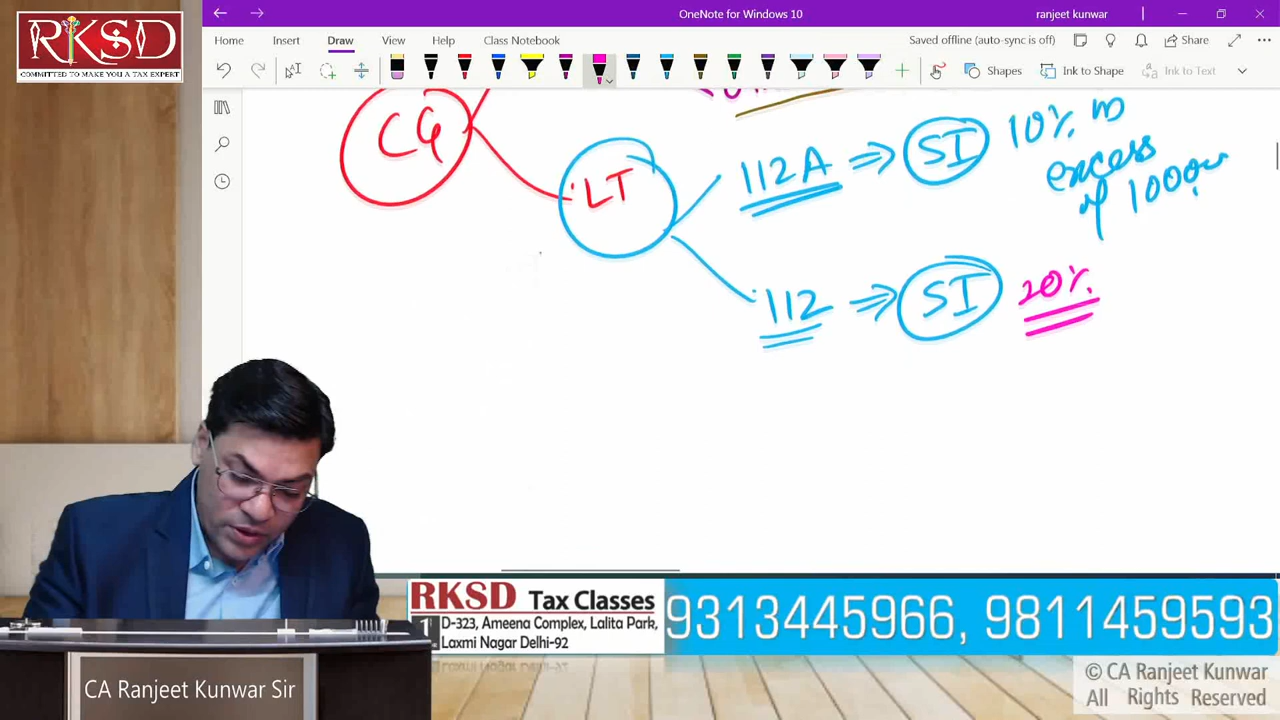 RKSD
COMMITTED TO MAKE YOU A TAX EXPERT
OneNote for Windows 10
ranjeet kunwar
Home Insert Draw View Help Class Notebook
Saved offline (auto-sync is off)
Share
Shapes
Ink to Shape
Ink to Text
CG
LT
112A ⇒ SI 10% in
excess
of
112 ⇒ SI 20%
RKSD Tax Classes
D-323, Ameena Complex, Lalita Park,
Laxmi Nagar Delhi-92
9313445966, 9811459593
CA Ranjeet Kunwar Sir
© CA Ranjeet Kunwar
All Rights Reserved